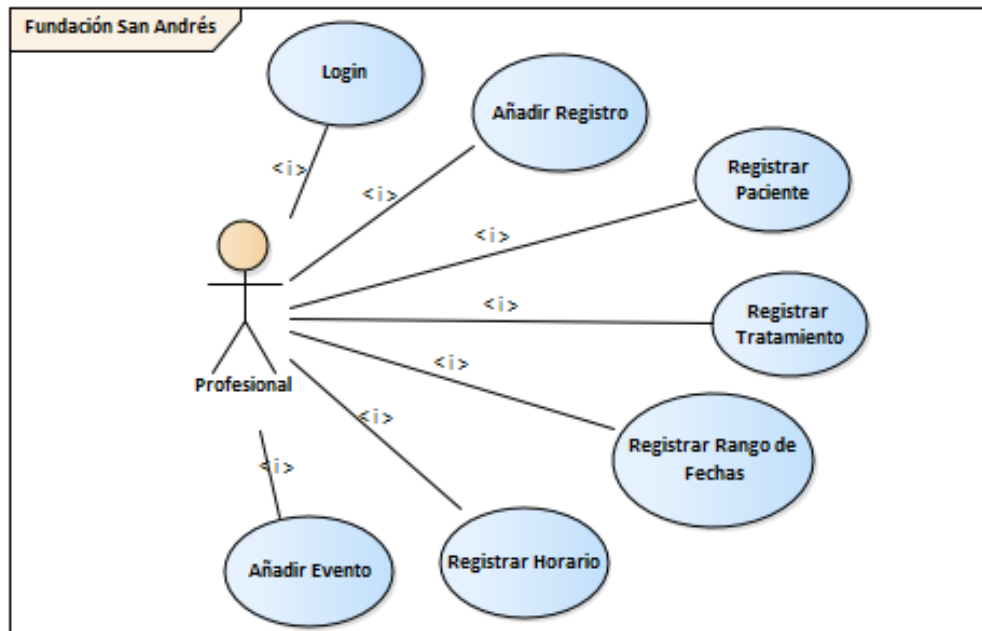 Fundación San Andrés
Login
Añadir Registro
<i>
<i>
Registrar
Paciente
<i>
<i>
Registrar
Tratamiento
<i>
Profesional
<i>
Registrar Rango de
Fechas
<i>
Añadir Evento
Registrar Horario